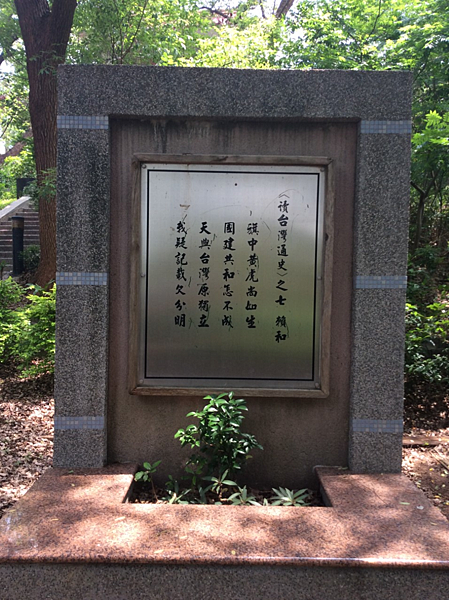 〈讀台灣通史〉之七 賴和
旗中黃虎尚如生
國建共和怎不成
天與台灣原獨立
我疑記載欠分明